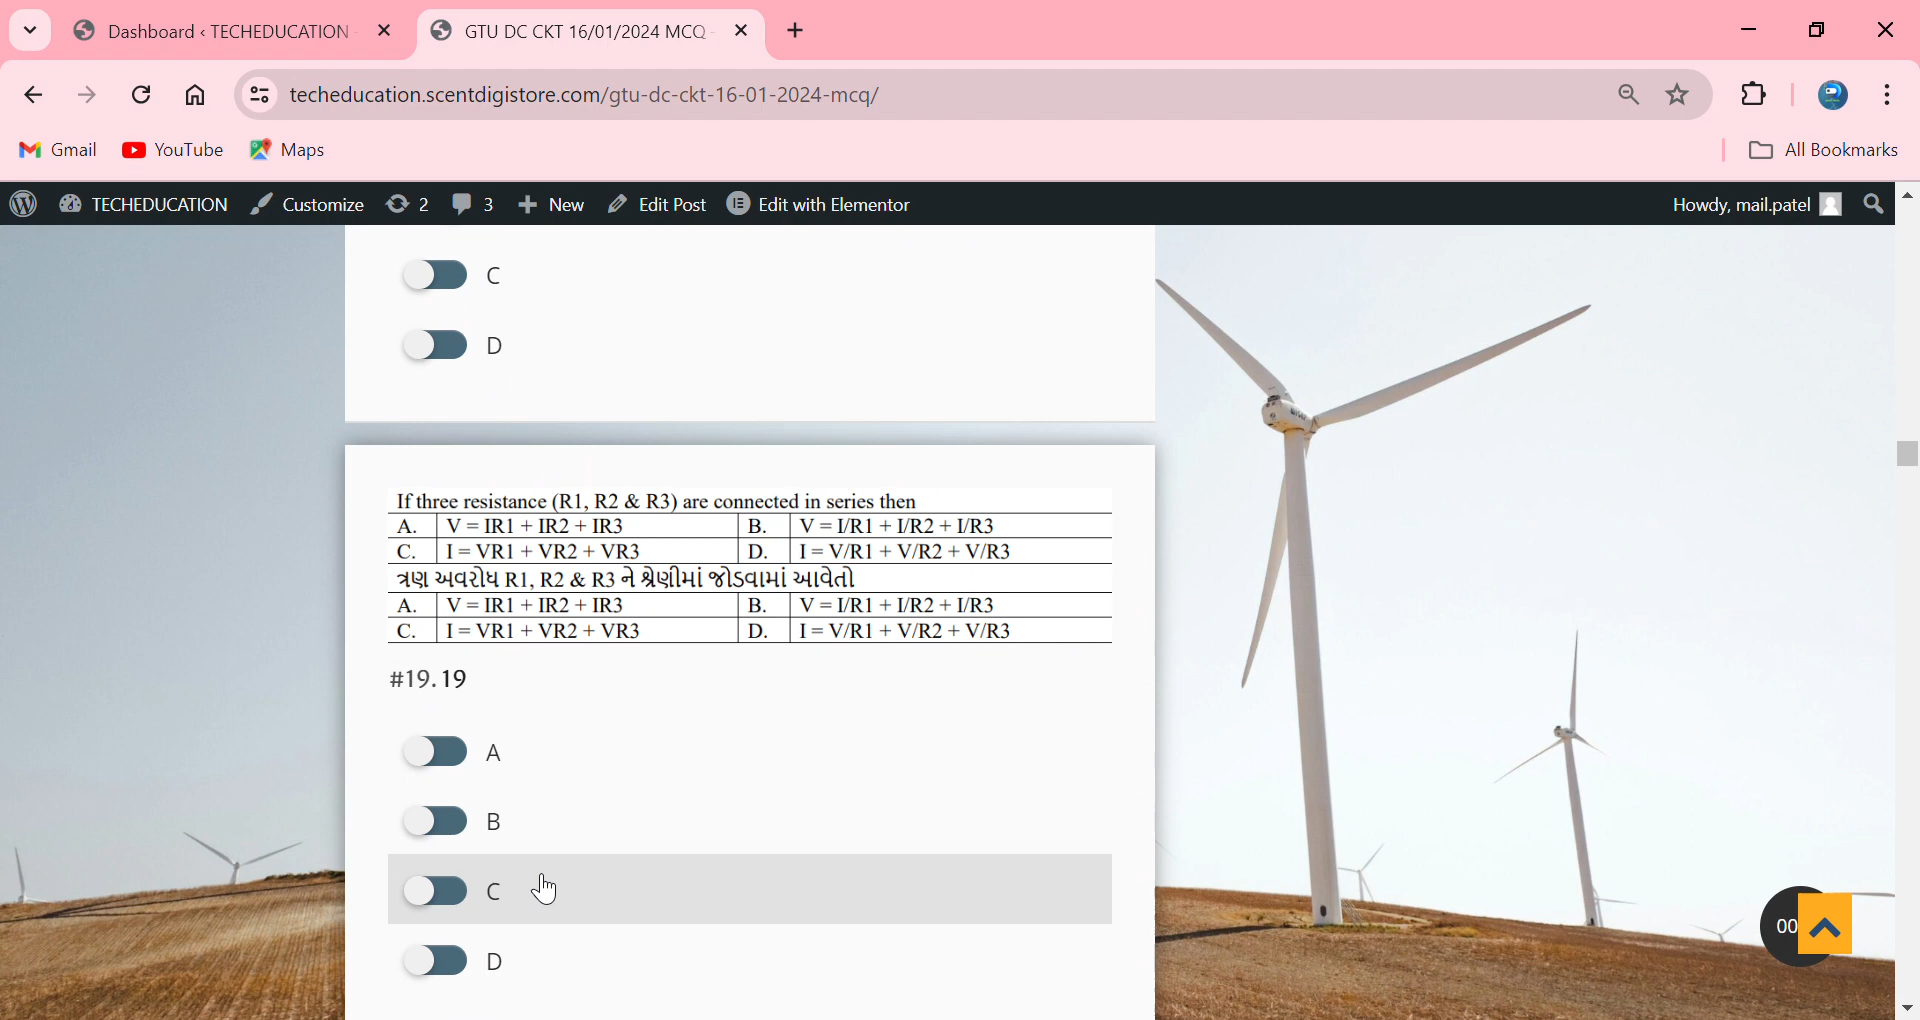 Dashboard ‹ TECHEDUCATION
GTU DC CKT 16/01/2024 MCQ -
techeducation.scentdigistore.com/gtu-dc-ckt-16-01-2024-mcq/
Gmail YouTube Maps All Bookmarks
TECHEDUCATION Customize 2 3 New Edit Post Edit with Elementor Howdy, mail.patel
C
D
If three resistance (R1, R2 & R3) are connected in series then
A. V = IR1 + IR2 + IR3 B. V = I/R1 + I/R2 + I/R3
C. I = VR1 + VR2 + VR3 D. I = V/R1 + V/R2 + V/R3
ત્રણ અવરોધ R1, R2 & R3 ને શ્રેણીમાં જોડવામાં આવેતો
A. V = IR1 + IR2 + IR3 B. V = I/R1 + I/R2 + I/R3
C. I = VR1 + VR2 + VR3 D. I = V/R1 + V/R2 + V/R3
#19. 19
A
B
C
D
00